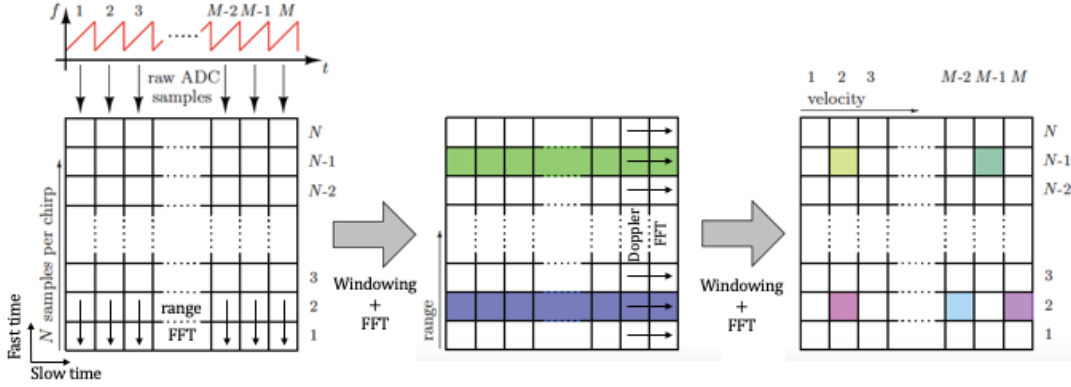 f
1 2 3 ...... M-2 M-1 M
t
raw ADC
samples
N
N-1
N-2
3
2
1
N samples per chirp
range
FFT
Fast time
Slow time
Windowing
+
FFT
range
Doppler
FFT
Windowing
+
FFT
1 2 3 M-2 M-1 M
velocity
N
N-1
N-2
3
2
1